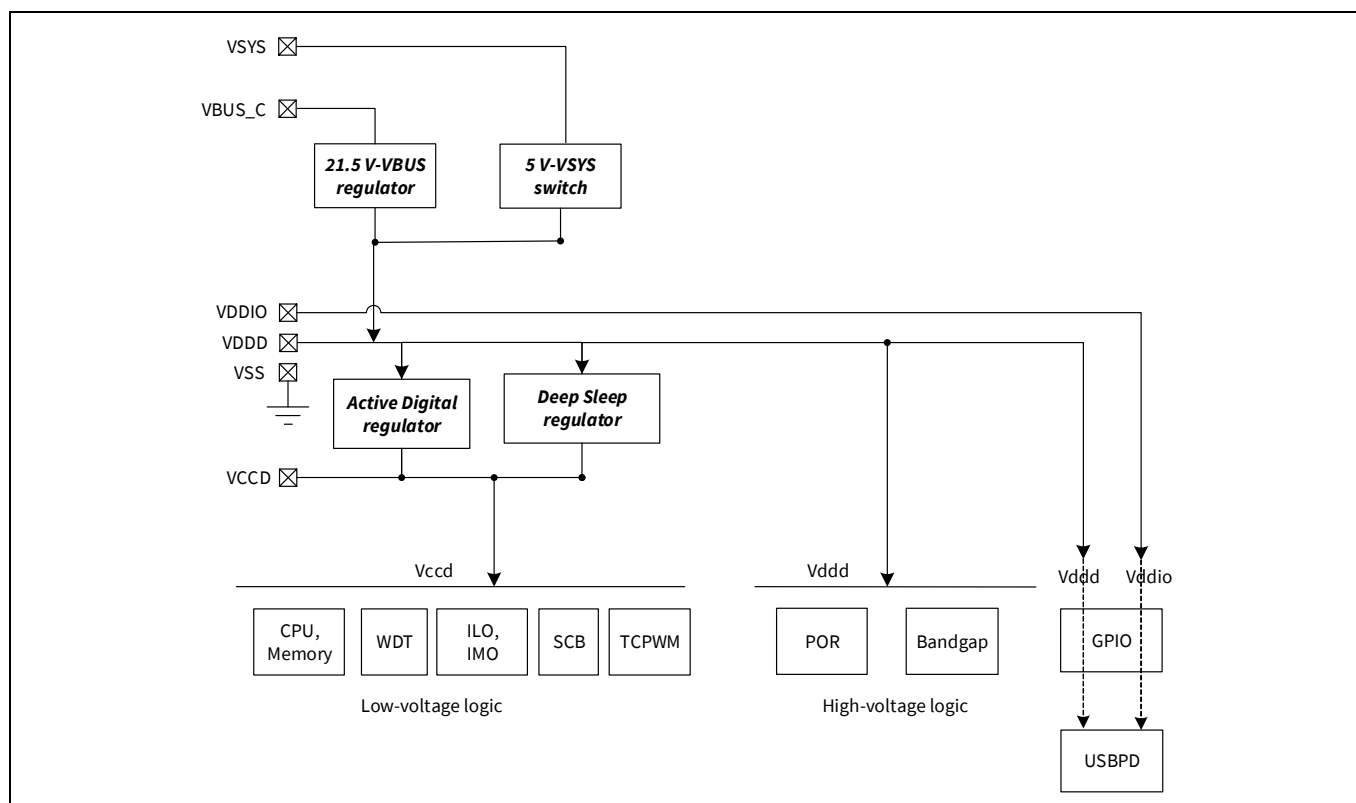 VSYS
VBUS_C
21.5 V-VBUS
regulator
5 V-VSYS
switch
VDDIO
VDDD
VSS
Active Digital
regulator
Deep Sleep
regulator
VCCD
Vccd
Vddd
Vddd
Vddio
CPU,
Memory
WDT
ILO,
IMO
SCB
TCPWM
POR
Bandgap
GPIO
Low-voltage logic
High-voltage logic
USBPD